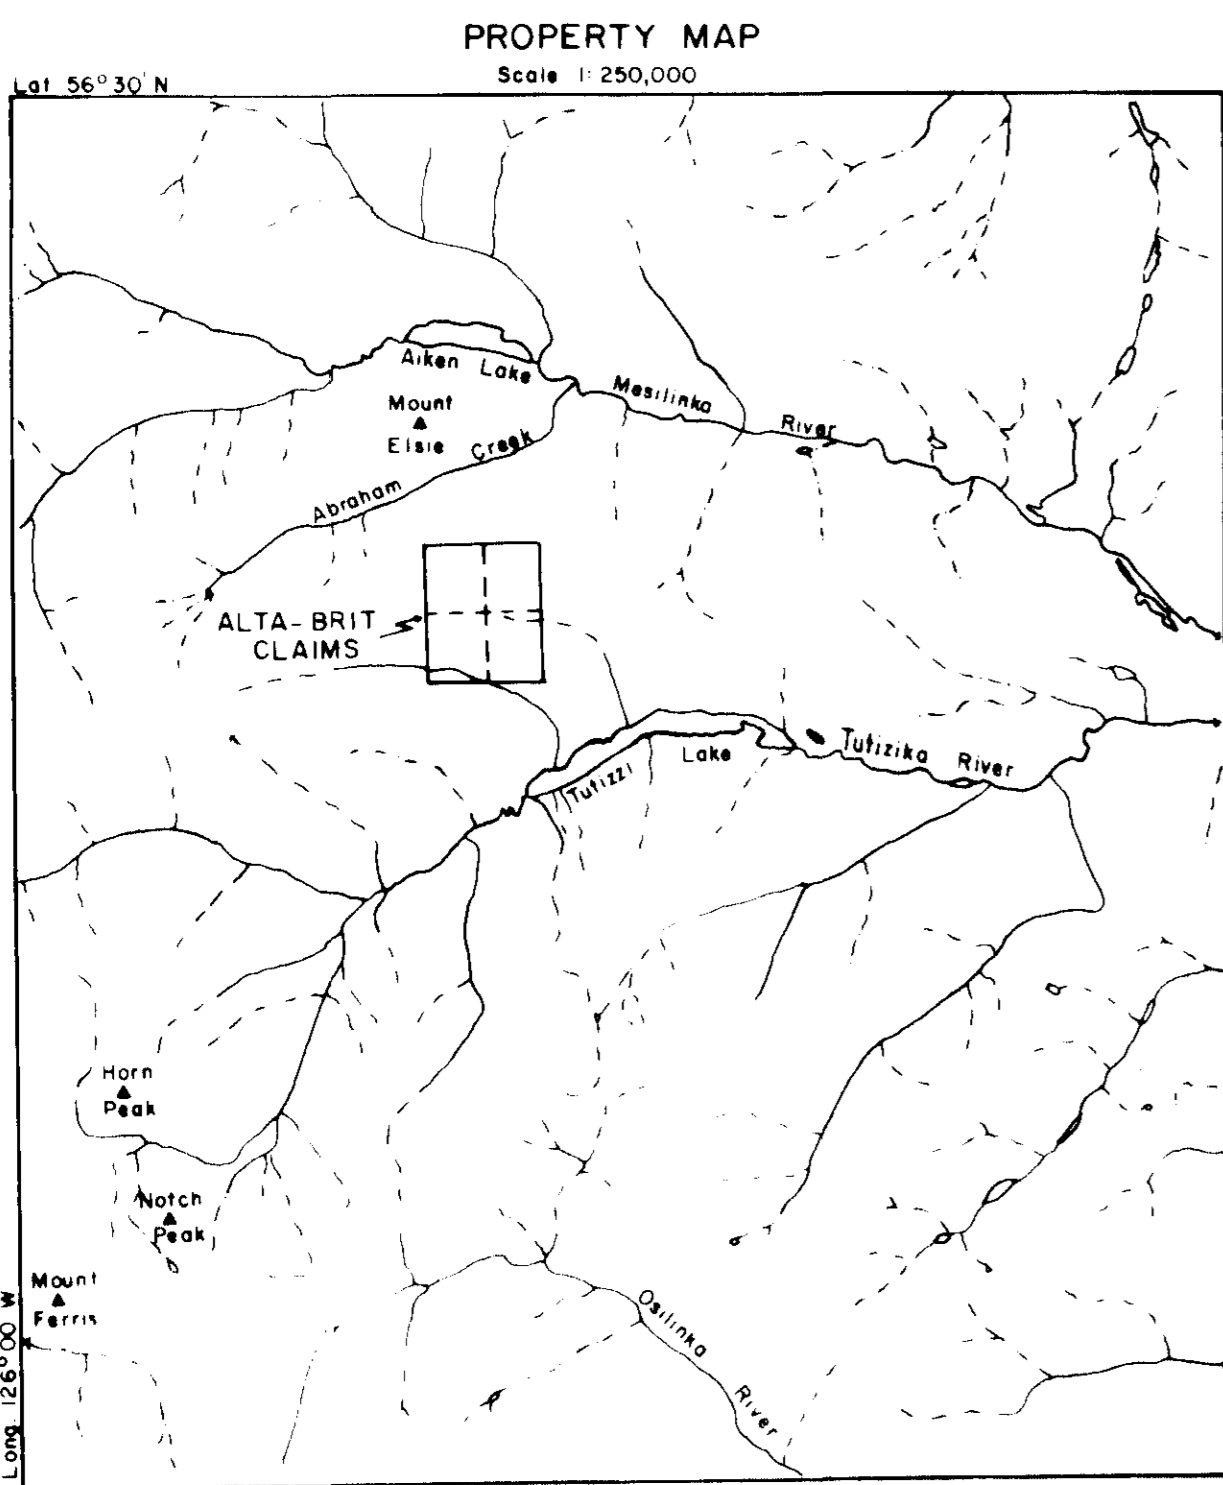 PROPERTY MAP
Scale 1: 250,000
Lat 56° 30' N
Aiken Lake
Mesilinka River
Mount
Elsie
Abraham Creek
ALTA-BRIT
CLAIMS
Tutizzi Lake
Tutizika River
Horn
Peak
Notch
Peak
Mount
Ferris
Osilinka River
Long 126° 00' W